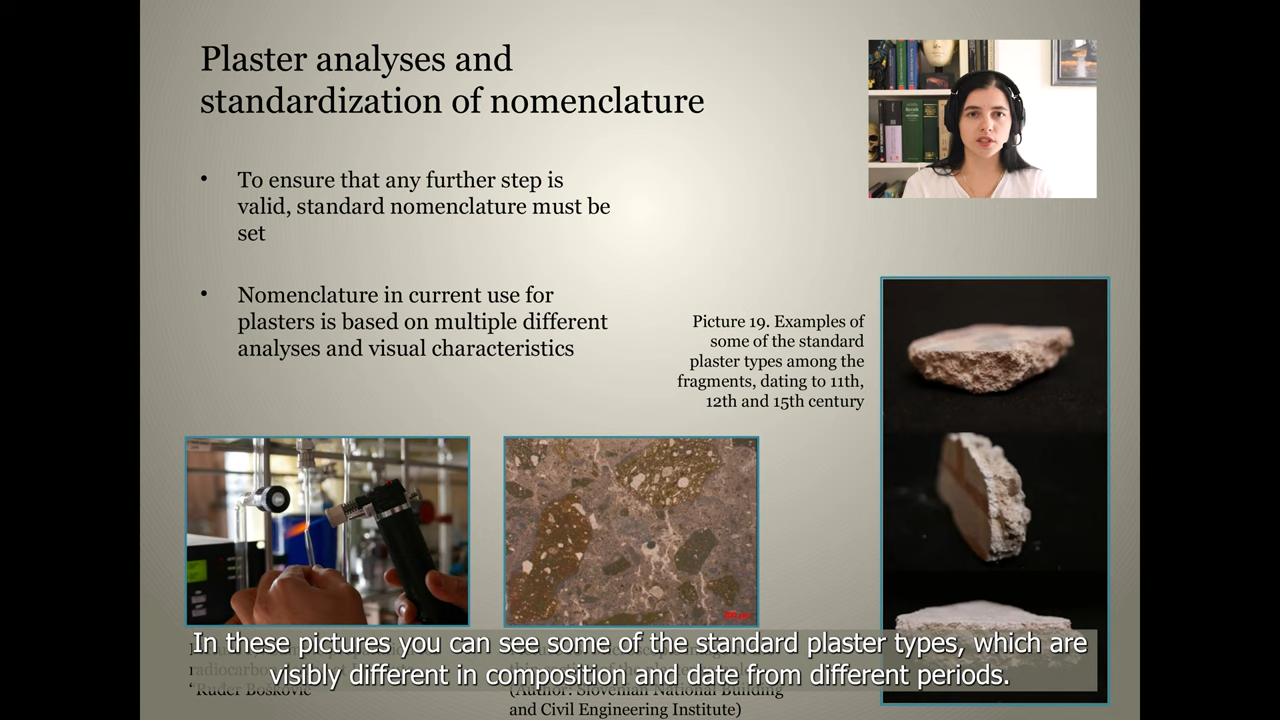 Plaster analyses and
standardization of nomenclature
• To ensure that any further step is
valid, standard nomenclature must be
set
• Nomenclature in current use for
plasters is based on multiple different
analyses and visual characteristics
Picture 19. Examples of
some of the standard
plaster types among the
fragments, dating to 11th,
12th and 15th century
In these pictures you can see some of the standard plaster types, which are
visibly different in composition and date from different periods.
(Author: Slovenian National Building
and Civil Engineering Institute)